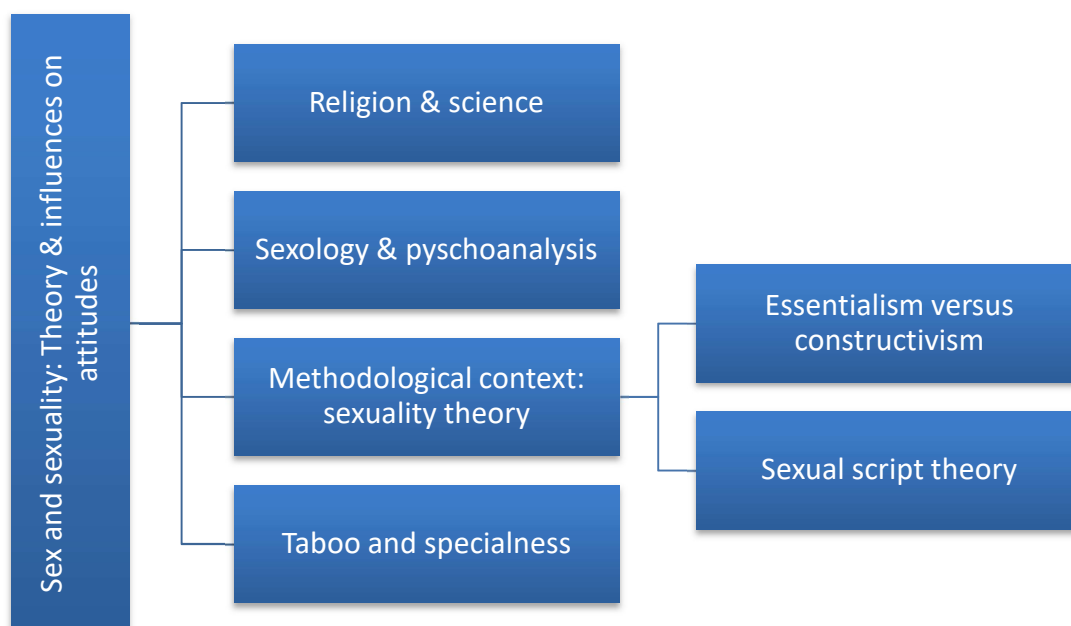 Sex and sexuality: Theory & influences on
attitudes
Religion & science
Sexology & pyschoanalysis
Methodological context:
sexuality theory
Essentialism versus
constructivism
Sexual script theory
Taboo and specialness